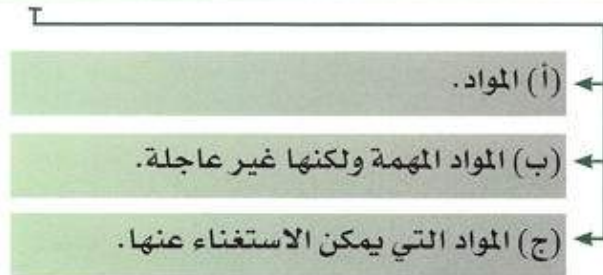 (أ) المواد.
(ب) المواد المهمة ولكنها غير عاجلة.
(ج) المواد التي يمكن الاستغناء عنها.